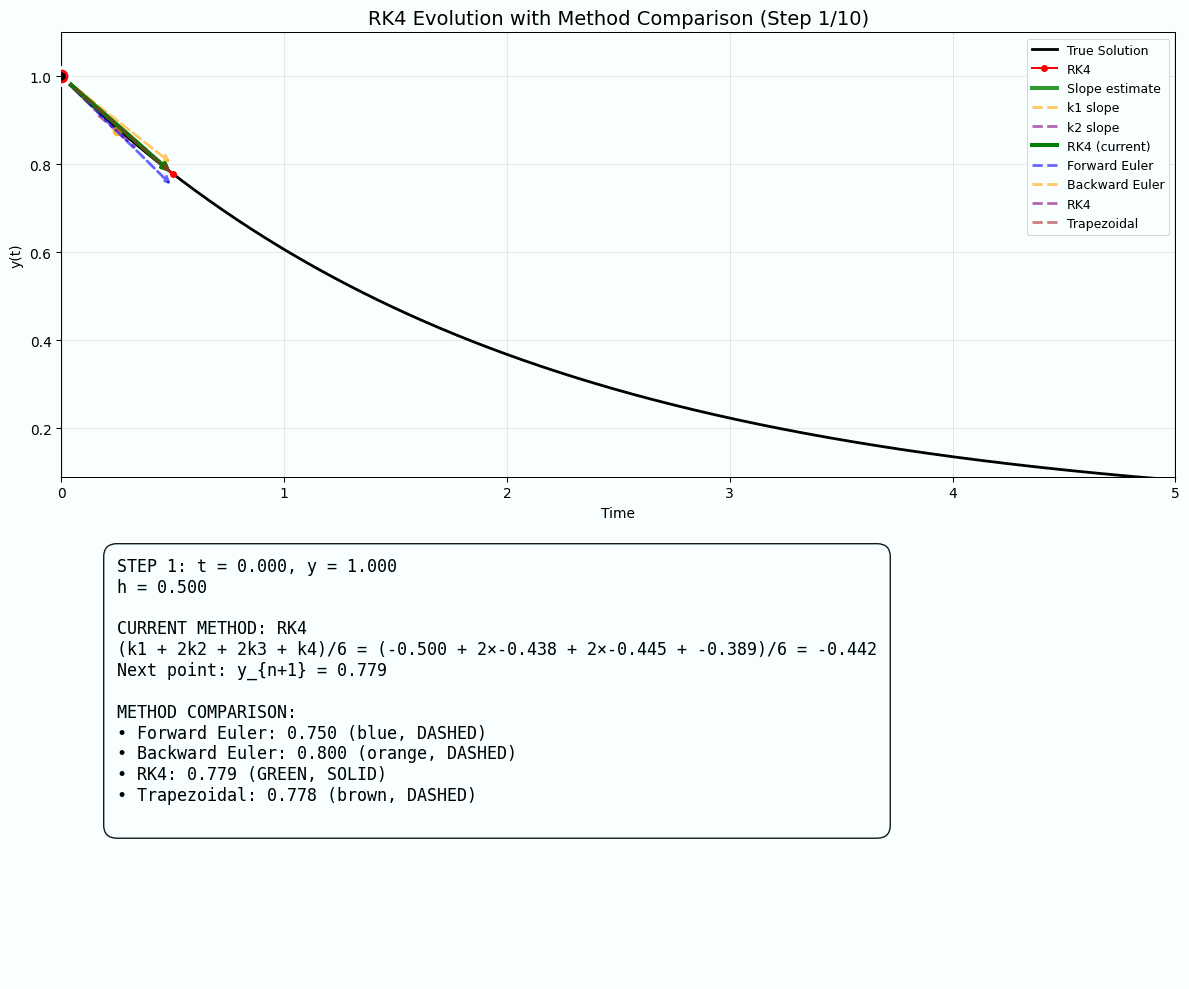 RK4 Evolution with Method Comparison (Step 1/10)
True Solution
RK4
Slope estimate
k1 slope
k2 slope
RK4 (current)
Forward Euler
Backward Euler
RK4
Trapezoidal
y(t)
1.0
0.8
0.6
0.4
0.2
0
1
2
3
4
5
Time
STEP 1: t = 0.000, y = 1.000
h = 0.500
CURRENT METHOD: RK4
(k1 + 2k2 + 2k3 + k4)/6 = (-0.500 + 2×-0.438 + 2×-0.445 + -0.389)/6 = -0.442
Next point: y_{n+1} = 0.779
METHOD COMPARISON:
• Forward Euler: 0.750 (blue, DASHED)
• Backward Euler: 0.800 (orange, DASHED)
• RK4: 0.779 (GREEN, SOLID)
• Trapezoidal: 0.778 (brown, DASHED)